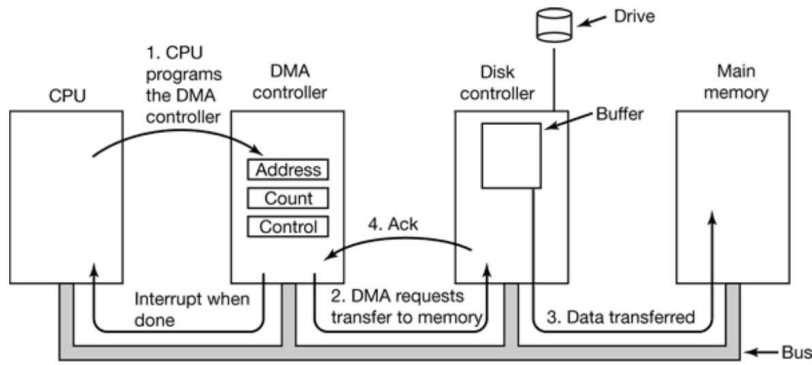 Drive
1. CPU
programs
the DMA
controller
DMA
controller
Disk
controller
Main
memory
CPU
Buffer
Address
Count
Control
4. Ack
Interrupt when
done
2. DMA requests
transfer to memory
3. Data transferred
Bus